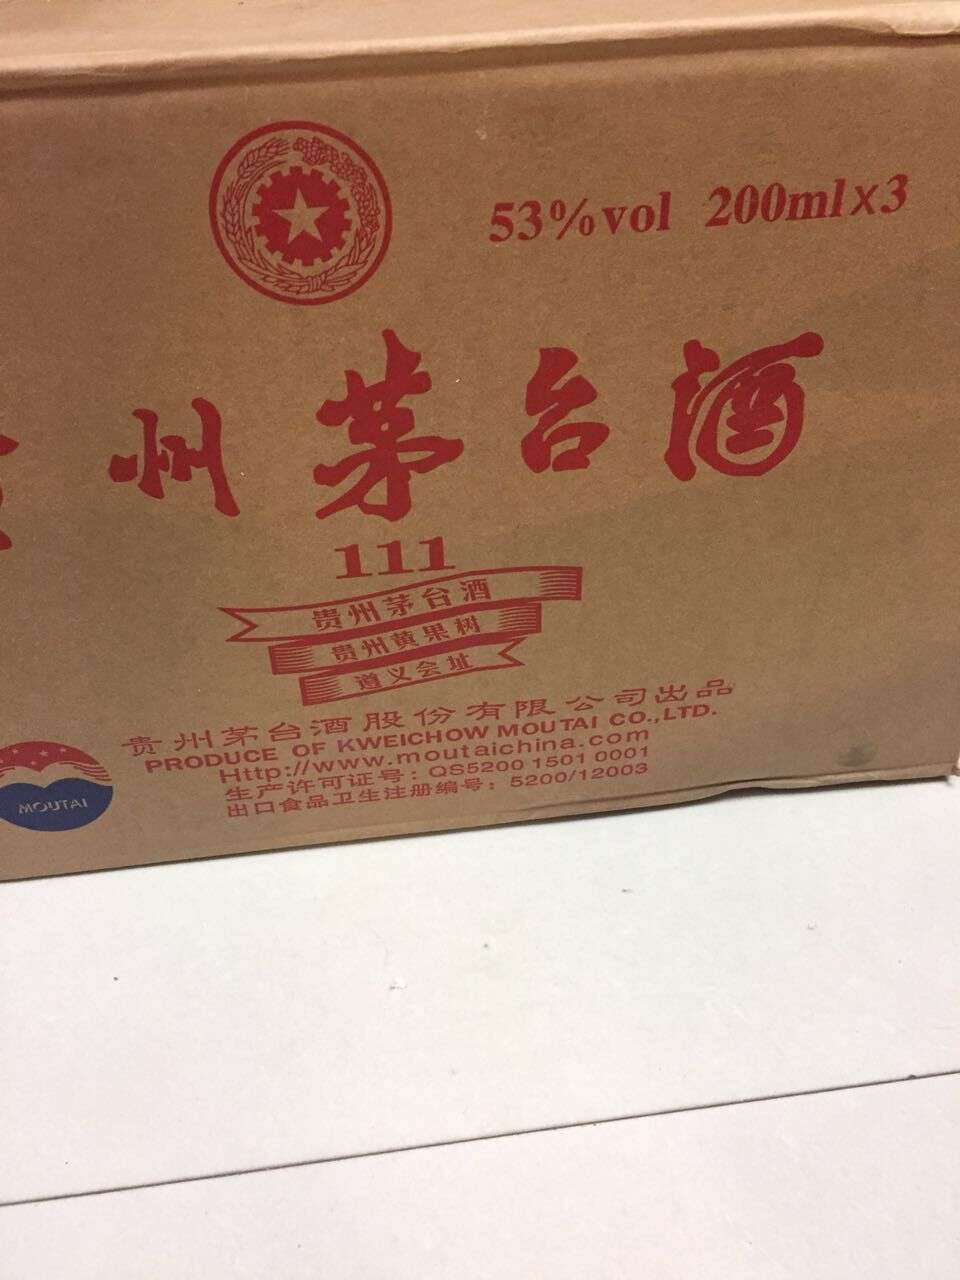 53%vol 200ml×3
贵州茅台酒
111
贵州茅台酒
贵州黄果树
遵义会址
贵州茅台酒股份有限公司出品
PRODUCE OF KWEICHOW MOUTAI CO.,LTD.
Http://www.moutaichina.com
生产许可证号：QS5200 1501 0001
出口食品卫生注册编号：5200/12003
MOUTAI